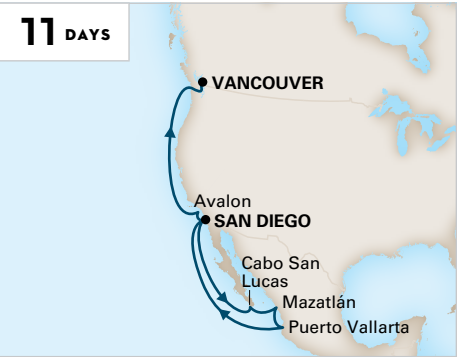 11 DAYS
VANCOUVER
Avalon
SAN DIEGO
Cabo San
Lucas
Mazatlán
Puerto Vallarta